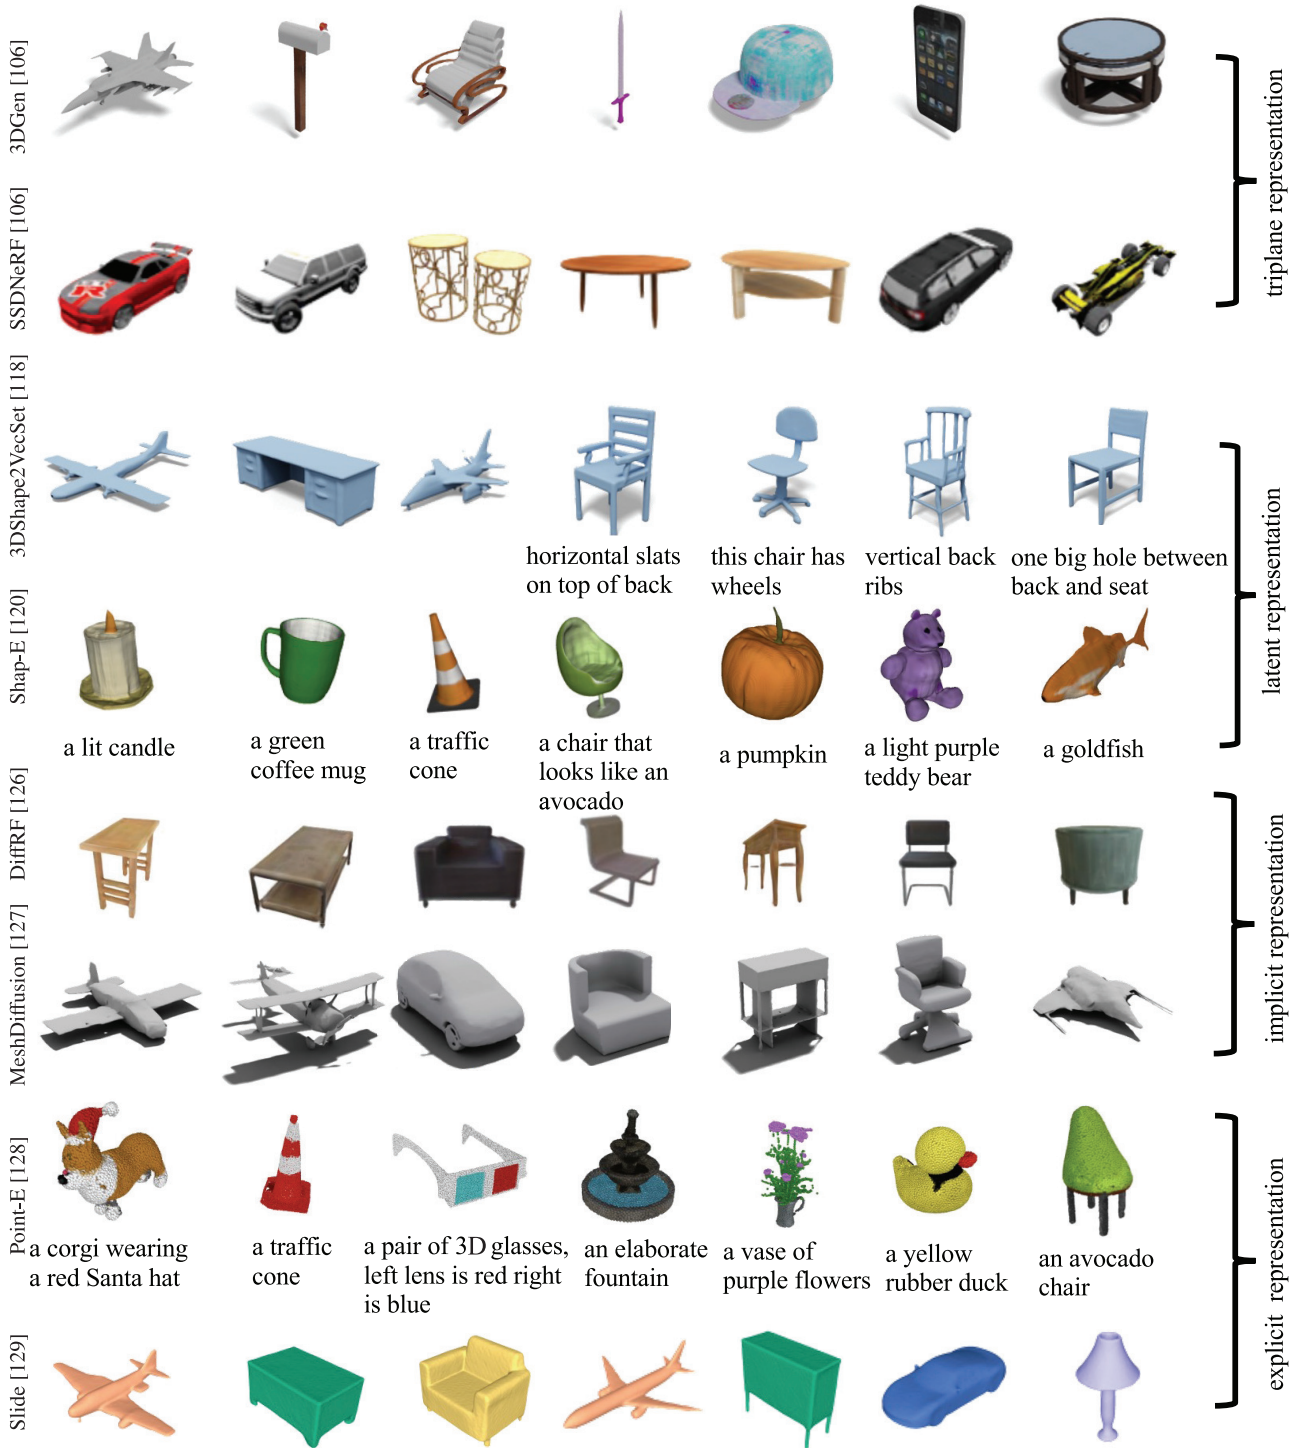 3DGen [106]
triplane representation
SSDNeRF [106]
3DShape2VecSet [118]
horizontal slats
on top of back
this chair has
wheels
vertical back
ribs
one big hole between
back and seat
latent representation
Shap-E [120]
a lit candle
a green
coffee mug
a traffic
cone
a chair that
looks like an
avocado
a pumpkin
a light purple
teddy bear
a goldfish
DiffRF [126]
implicit representation
MeshDiffusion [127]
Point-E [128]
a corgi wearing
a red Santa hat
a traffic
cone
a pair of 3D glasses,
left lens is red right
is blue
an elaborate
fountain
a vase of
purple flowers
a yellow
rubber duck
an avocado
chair
explicit representation
Slide [129]